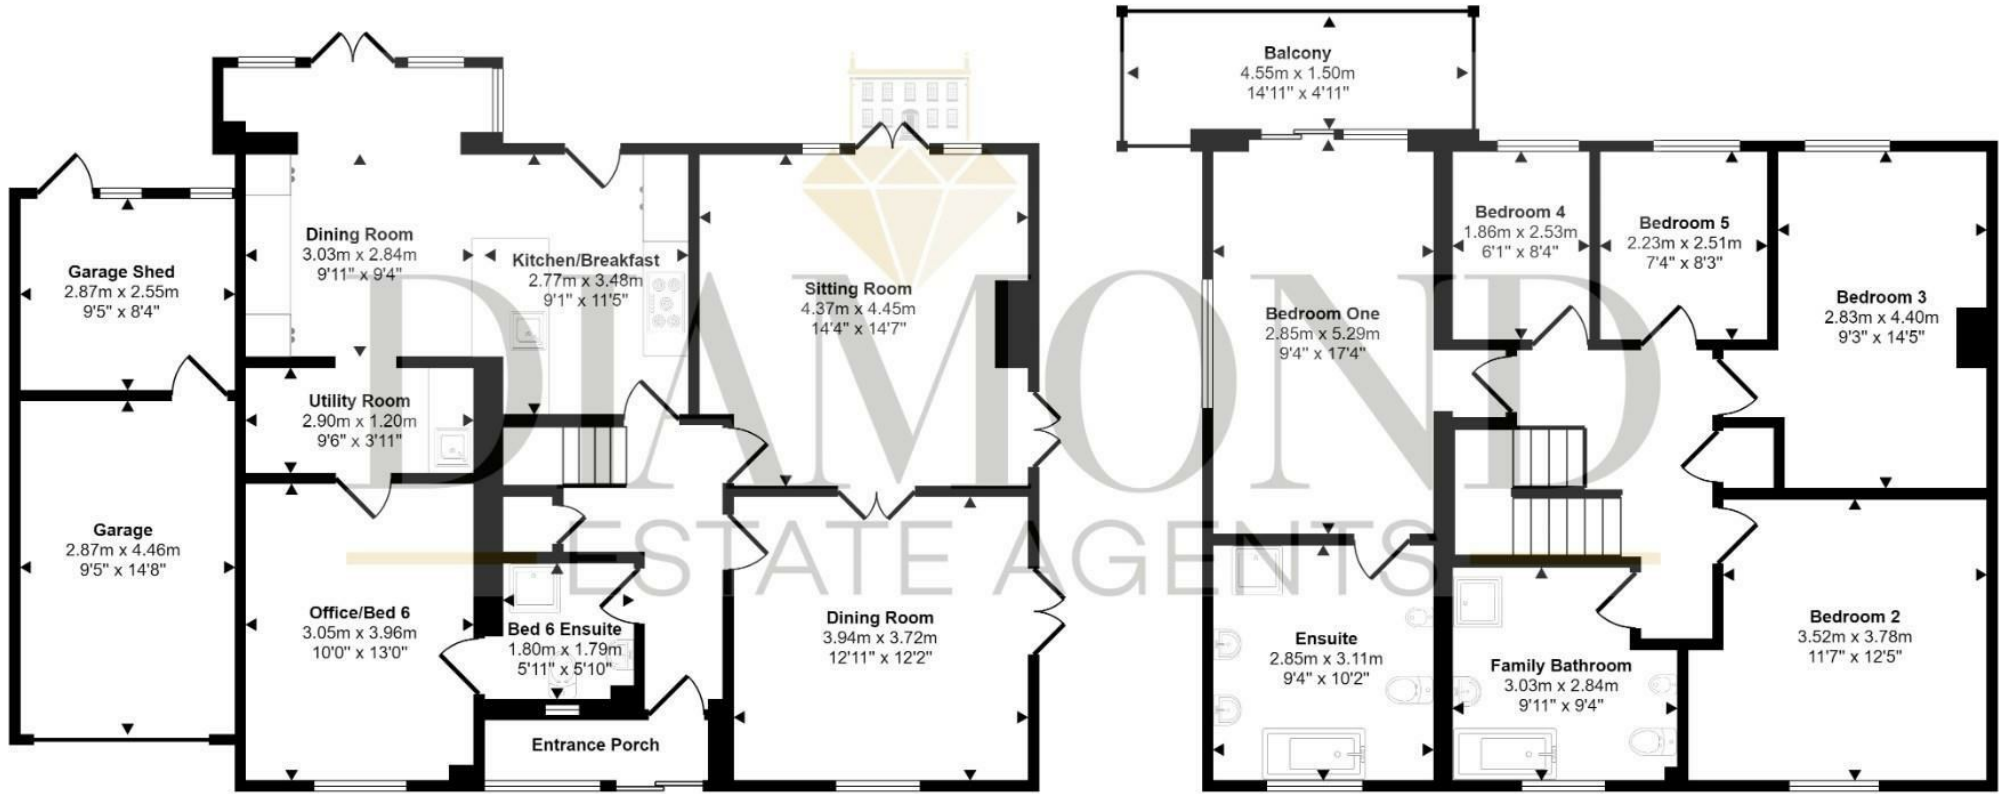 Balcony
4.55m x 1.50m
14'11" x 4'11"
Dining Room
3.03m x 2.84m
9'11" x 9'4"
Kitchen/Breakfast
2.77m x 3.48m
9'1" x 11'5"
Garage Shed
2.87m x 2.55m
9'5" x 8'4"
Sitting Room
4.37m x 4.45m
14'4" x 14'7"
Utility Room
2.90m x 1.20m
9'6" x 3'11"
Garage
2.87m x 4.46m
9'5" x 14'8"
Office/Bed 6
3.05m x 3.96m
10'0" x 13'0"
Bed 6 Ensuite
1.80m x 1.79m
5'11" x 5'10"
Dining Room
3.94m x 3.72m
12'11" x 12'2"
Entrance Porch
Bedroom 4
1.86m x 2.53m
6'1" x 8'4"
Bedroom 5
2.23m x 2.51m
7'4" x 8'3"
Bedroom One
2.85m x 5.29m
9'4" x 17'4"
Bedroom 3
2.83m x 4.40m
9'3" x 14'5"
Ensuite
2.85m x 3.11m
9'4" x 10'2"
Family Bathroom
3.03m x 2.84m
9'11" x 9'4"
Bedroom 2
3.52m x 3.78m
11'7" x 12'5"
DIAMOND
ESTATE AGENTS